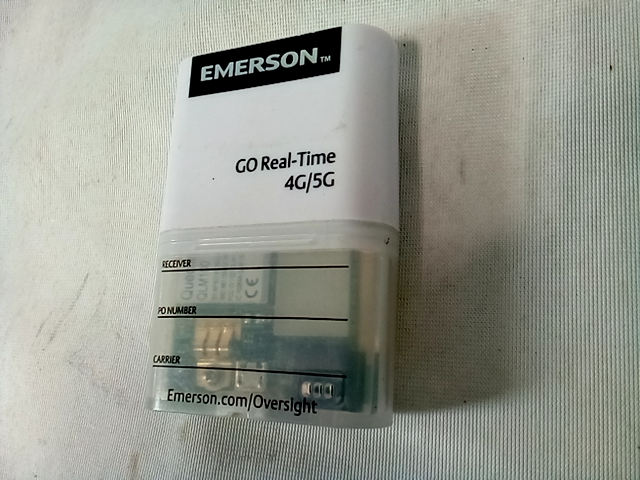 EMERSON™
GO Real-Time
4G/5G
RECEIVER
PO NUMBER
CARRIER
Emerson.com/Oversight